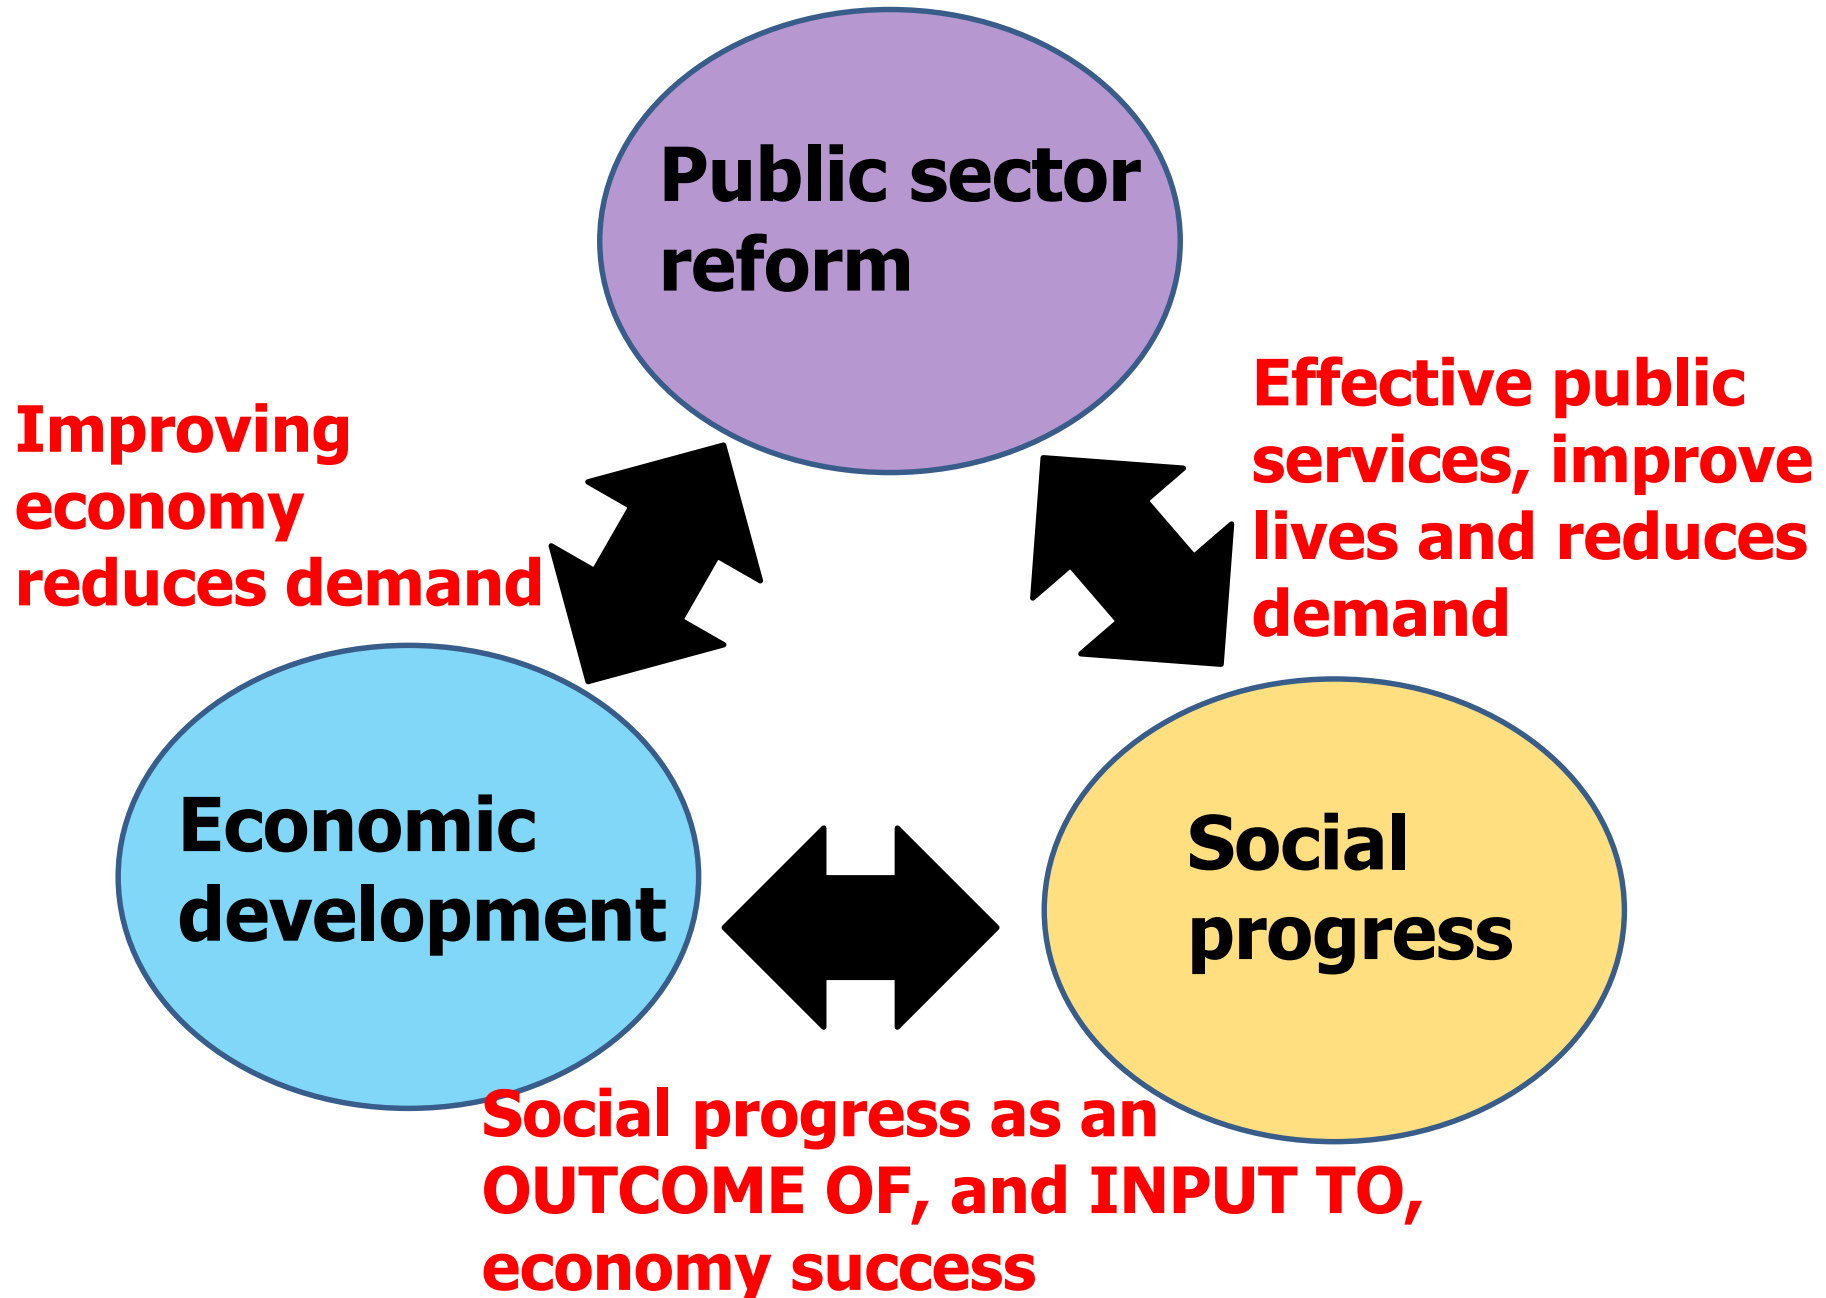 Public sector
reform
Improving
economy
reduces demand
Effective public
services, improve
lives and reduces
demand
Economic
development
Social
progress
Social progress as an
OUTCOME OF, and INPUT TO,
economy success